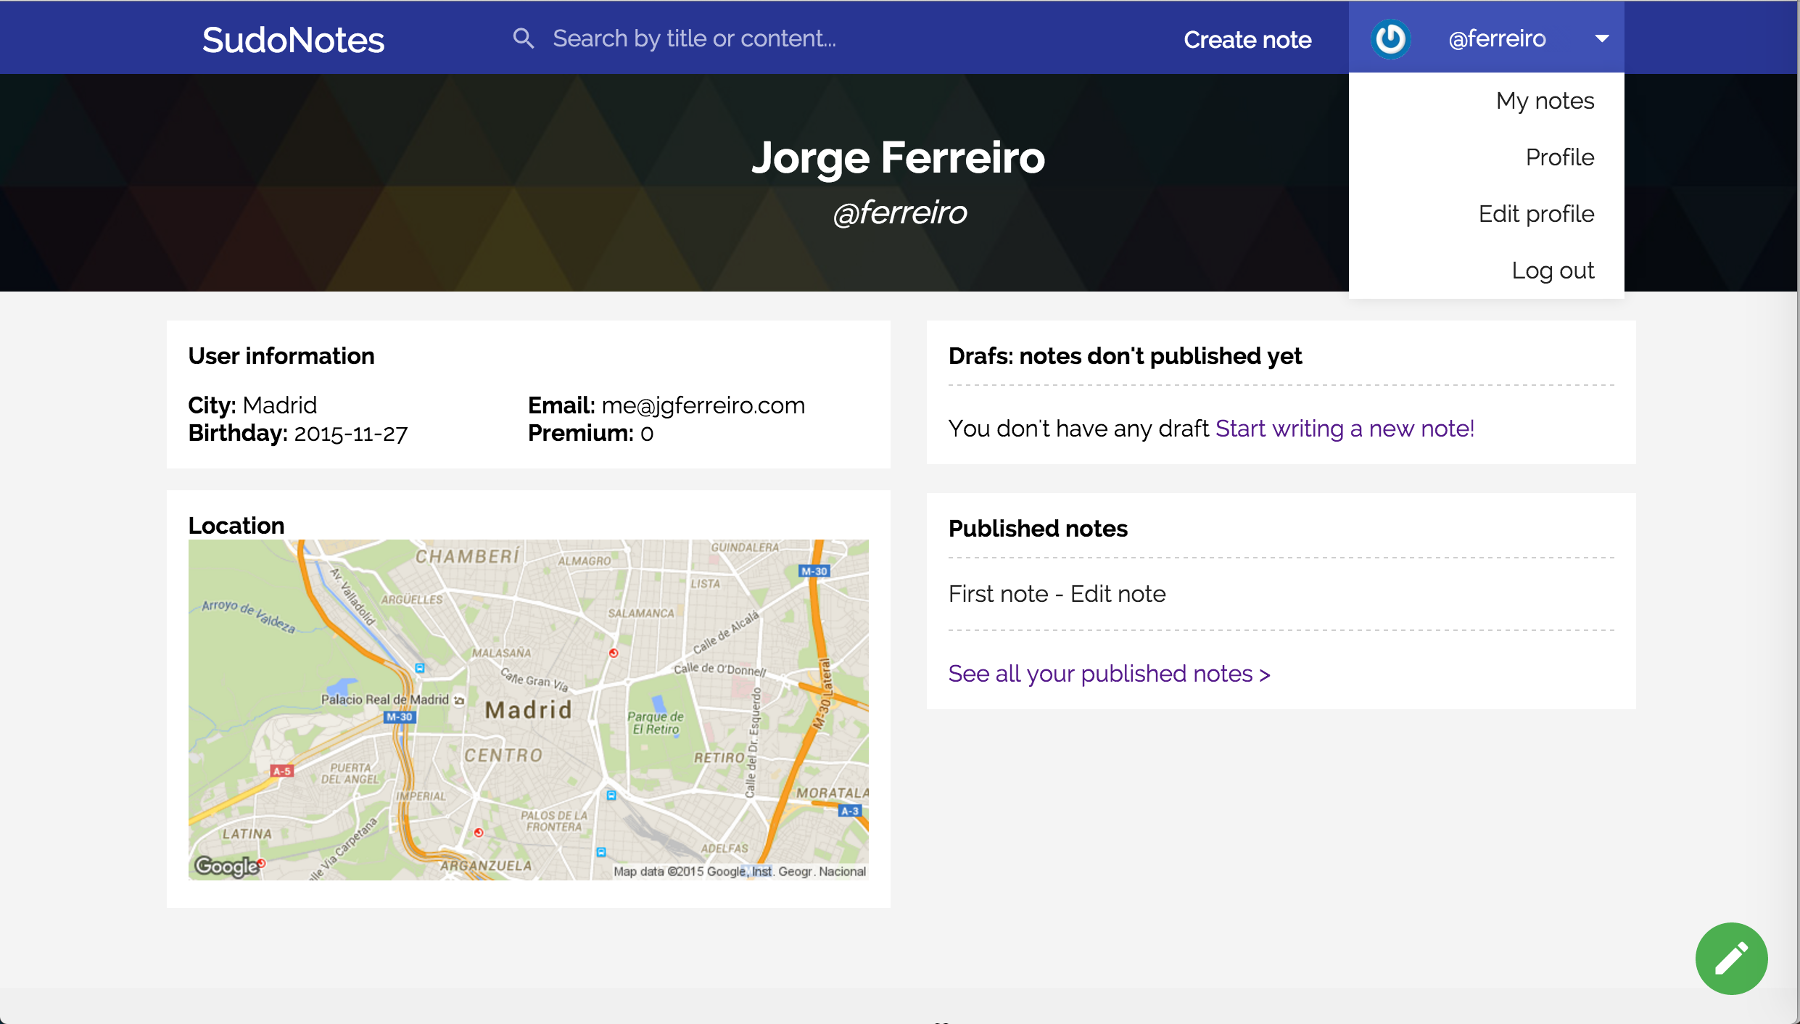 SudoNotes
Search by title or content...
Create note
@ferreiro
My notes
Profile
Edit profile
Log out
Jorge Ferreiro
@ferreiro
User information
City: Madrid
Email: me@jgferreiro.com
Birthday: 2015-11-27
Premium: 0
Drafs: notes don't published yet
You don't have any draft Start writing a new note!
Location
CHAMBERÍ
GUINDALERA
ALMAGRO
M-30
LISTA
Av Valladolid
ARGÜELLES
Arroyo de Valdeza
SALAMANCA
Calle de Alcalá
MALASAÑA
Calle Gran Vía
Calle de O'Donnell
Palacio Real de Madrid
M-30
Madrid
Parque de
El Retiro
M-30 Lateral
CENTRO
RETIRO
Calle del Dr. Esquerdo
A-5
PUERTA
DEL ANGEL
IMPERIAL
MORATALA
A-3
PALOS DE LA
FRONTERA
LATINA
Calle Vía Carpetana
ADELFAS
ARGANZUELA
Google
Map data ©2015 Google, Inst. Geogr. Nacional
Published notes
First note - Edit note
See all your published notes >